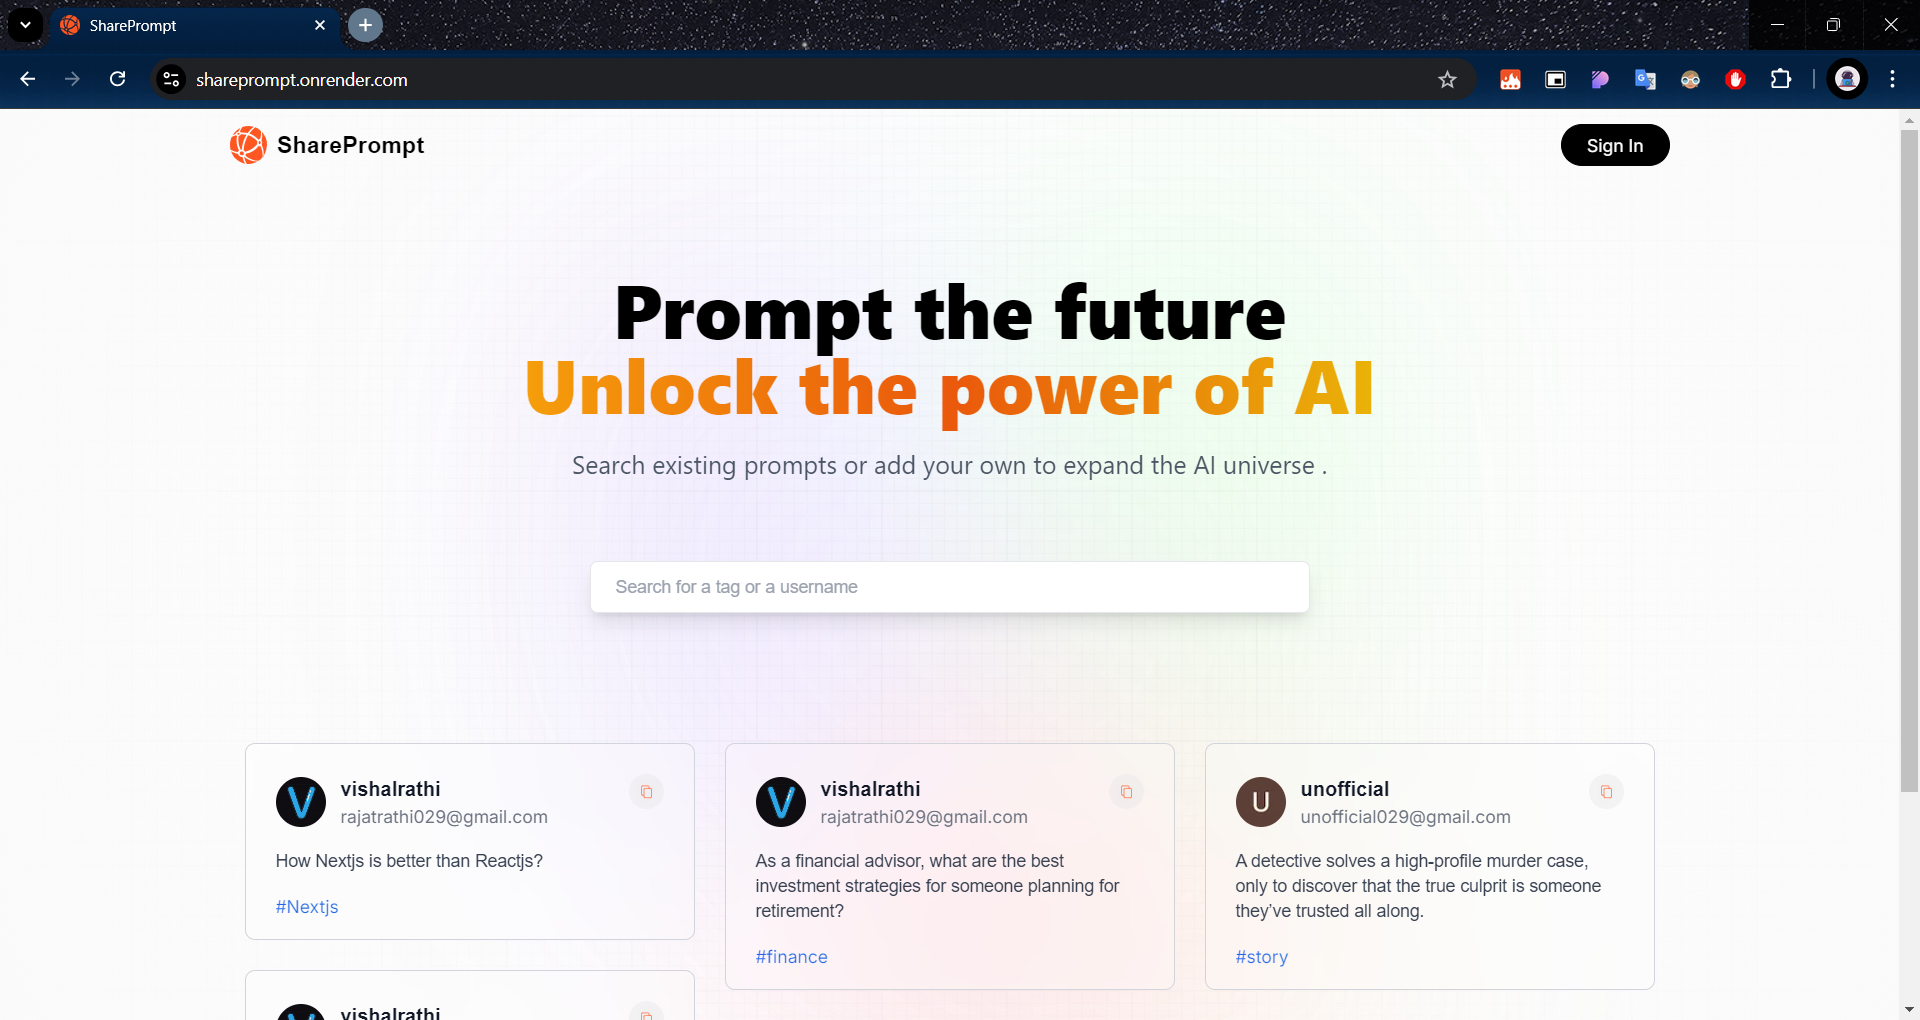 SharePrompt
shareprompt.onrender.com
SharePrompt
Sign In
Prompt the future
Unlock the power of AI
Search existing prompts or add your own to expand the AI universe .
Search for a tag or a username
vishalrathi
rajatrathi029@gmail.com
How Nextjs is better than Reactjs?
#Nextjs
vishalrathi
rajatrathi029@gmail.com
As a financial advisor, what are the best
investment strategies for someone planning for
retirement?
#finance
U
unofficial
unofficial029@gmail.com
A detective solves a high-profile murder case,
only to discover that the true culprit is someone
they've trusted all along.
#story
vishalrathi